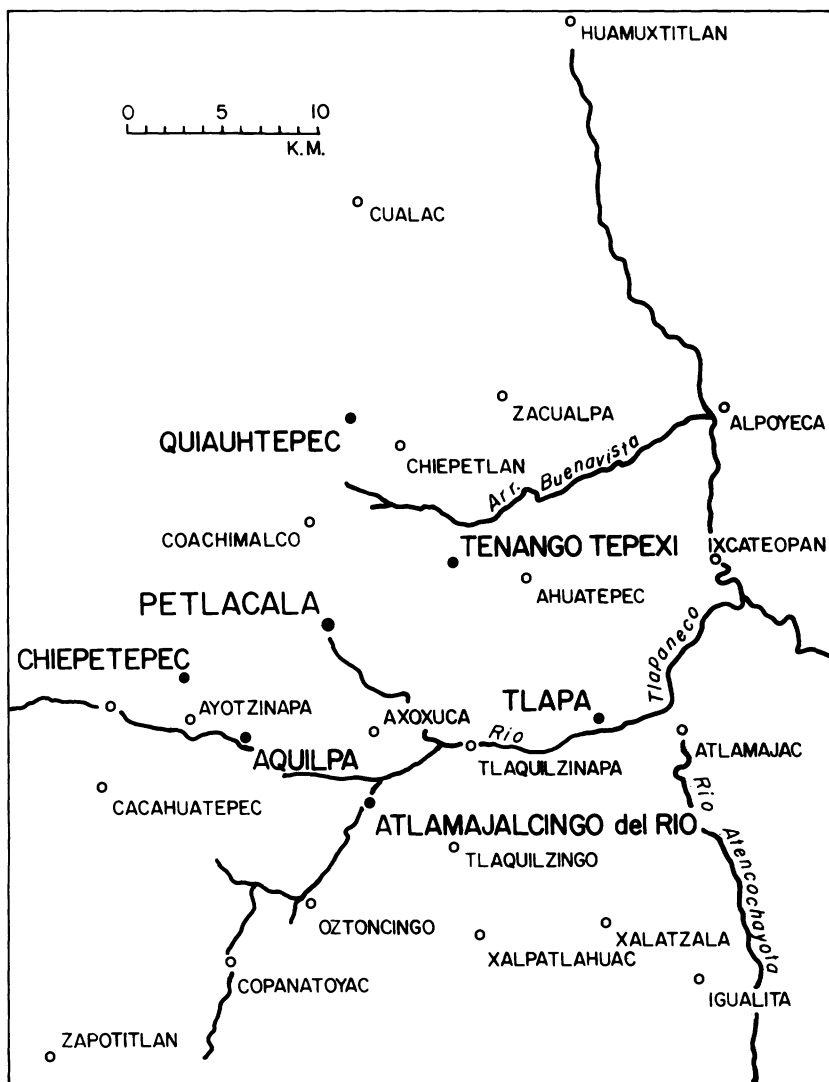 HUAMUXTITLAN
0 5 10
K.M.
CUALAC
ZACUALPA
ALPOYECA
QUIAUHTEPEC
CHIEPETLAN
Arr. Buenavista
COACHIMALCO
TENANGO TEPEXI
IXCATEOPAN
AHUATEPEC
PETLACALA
CHIEPETEPEC
Rio Tlapaneco
TLAPA
AYOTZINAPA
AXOXUCA
AQUILPA
TLAQUILZINAPA
ATLAMAJAC
CACAHUATEPEC
ATLAMAJALCINGO del RIO
Rio Atencochayota
TLAQUILZINGO
OZTONCINGO
XALPATLAHUAC
XALATZALA
COPANATOYAC
IGUALITA
ZAPOTITLAN